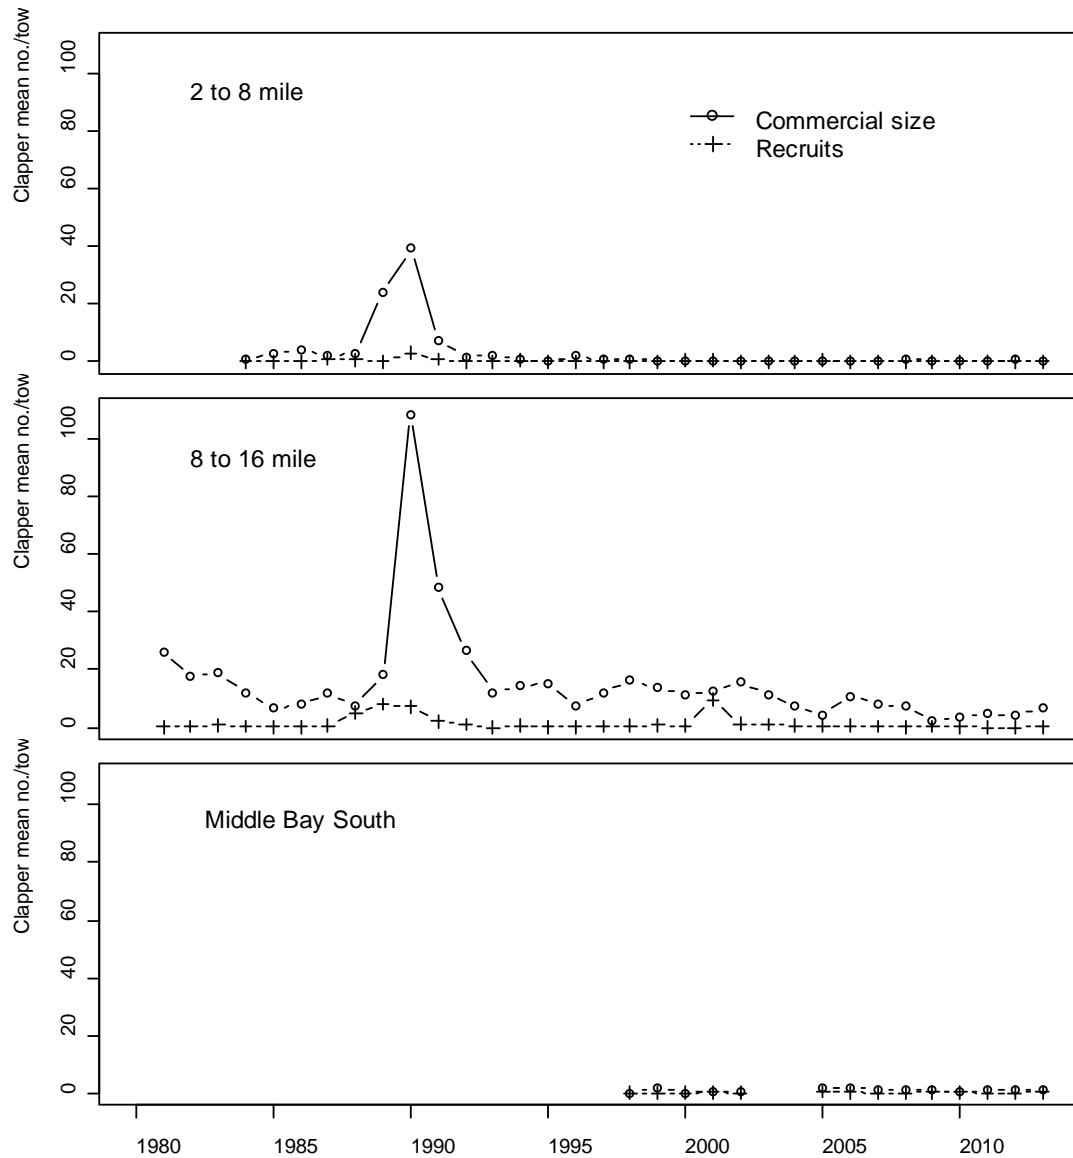 Clapper mean no./tow
100
80
60
40
20
0
2 to 8 mile
Commercial size
Recruits
Clapper mean no./tow
100
80
60
40
20
0
8 to 16 mile
Clapper mean no./tow
100
80
60
40
20
0
Middle Bay South
1980 1985 1990 1995 2000 2005 2010